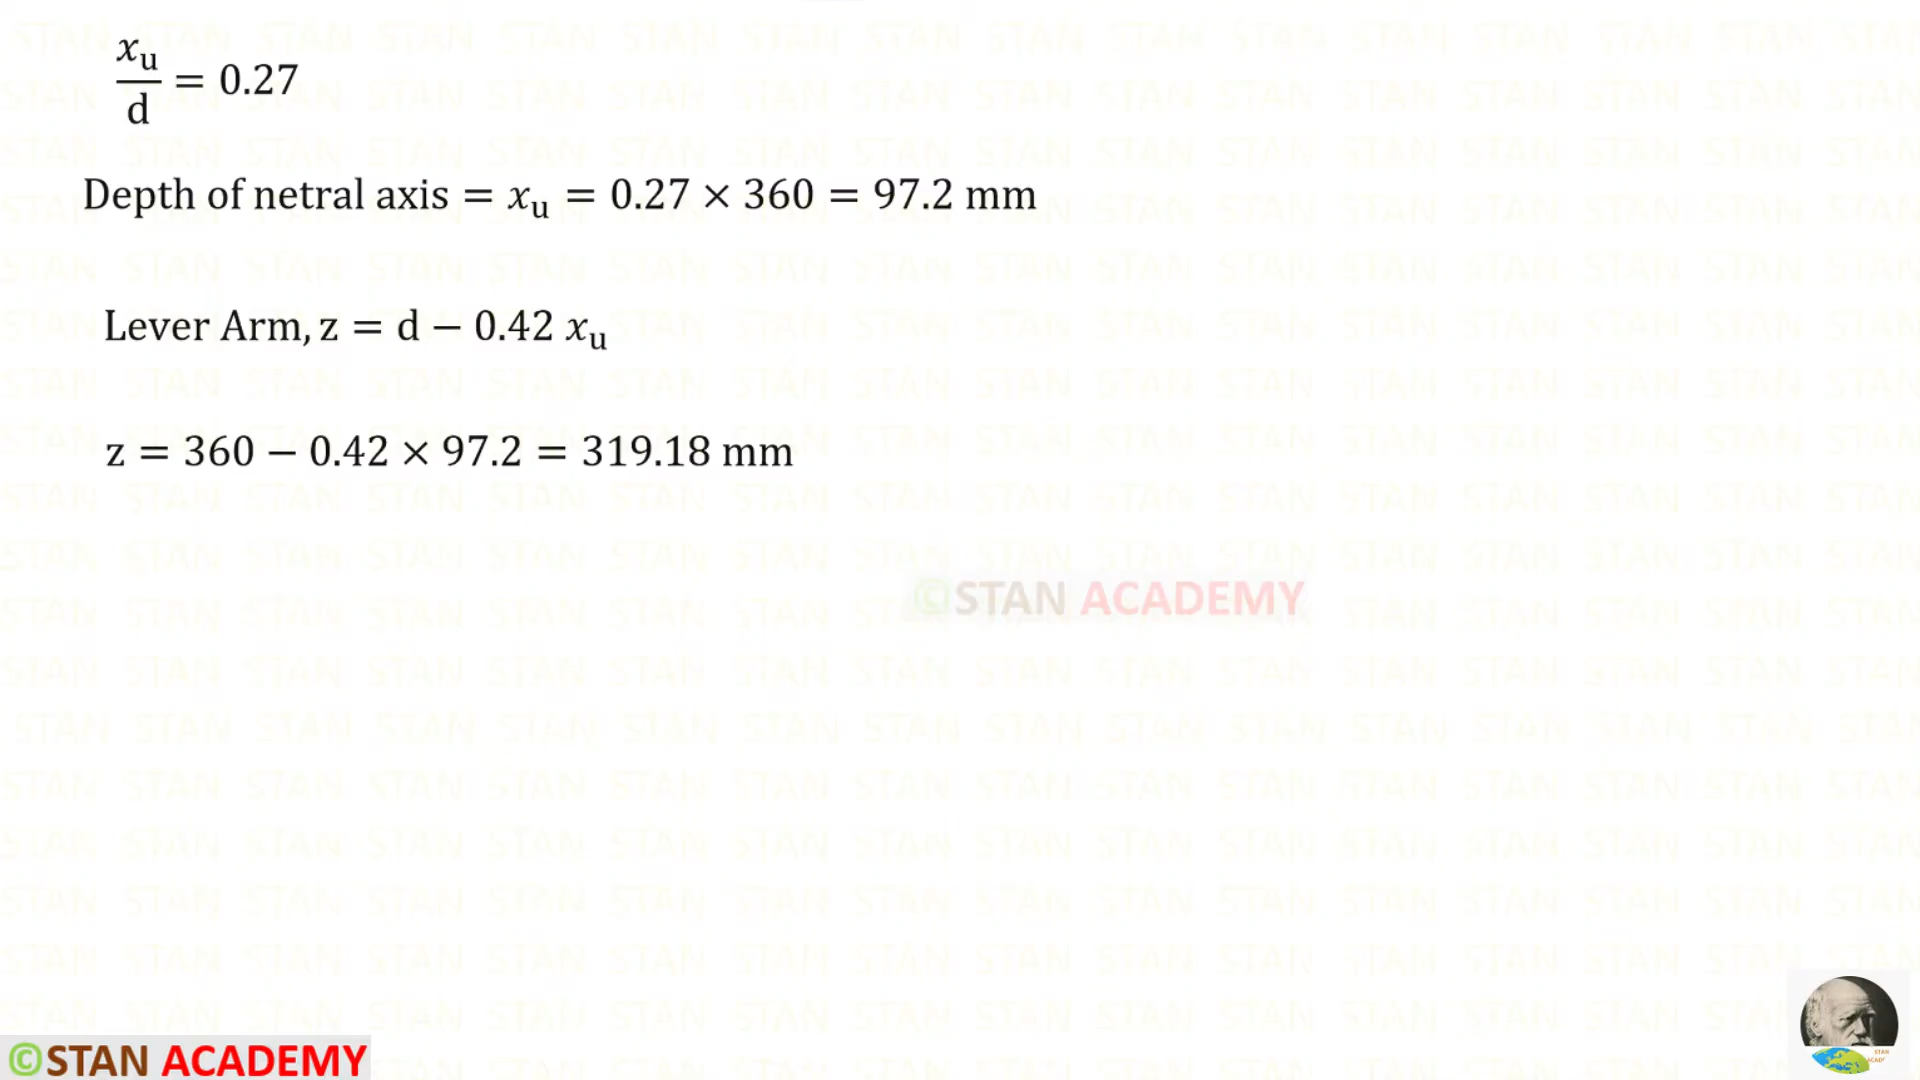 xu/d = 0.27
Depth of netral axis = xu = 0.27 × 360 = 97.2 mm
Lever Arm, z = d − 0.42 xu
z = 360 − 0.42 × 97.2 = 319.18 mm
©STAN ACADEMY
©STAN ACADEMY